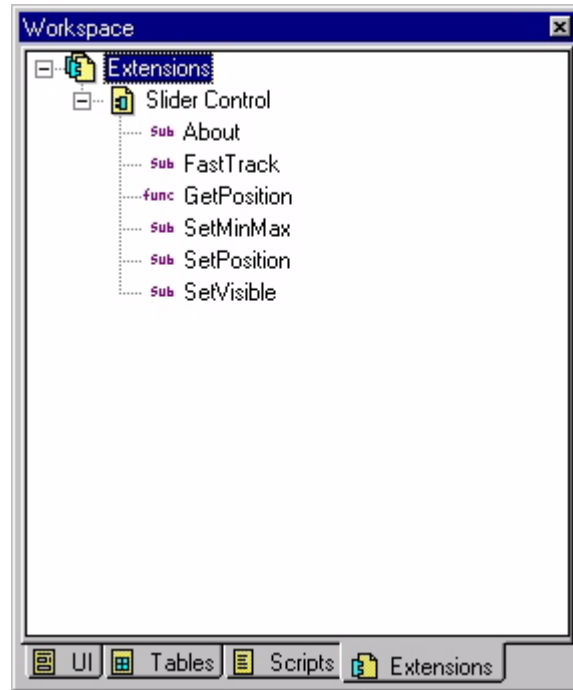 Workspace
Extensions
Slider Control
Sub About
Sub FastTrack
func GetPosition
Sub SetMinMax
Sub SetPosition
Sub SetVisible
UI Tables Scripts Extensions